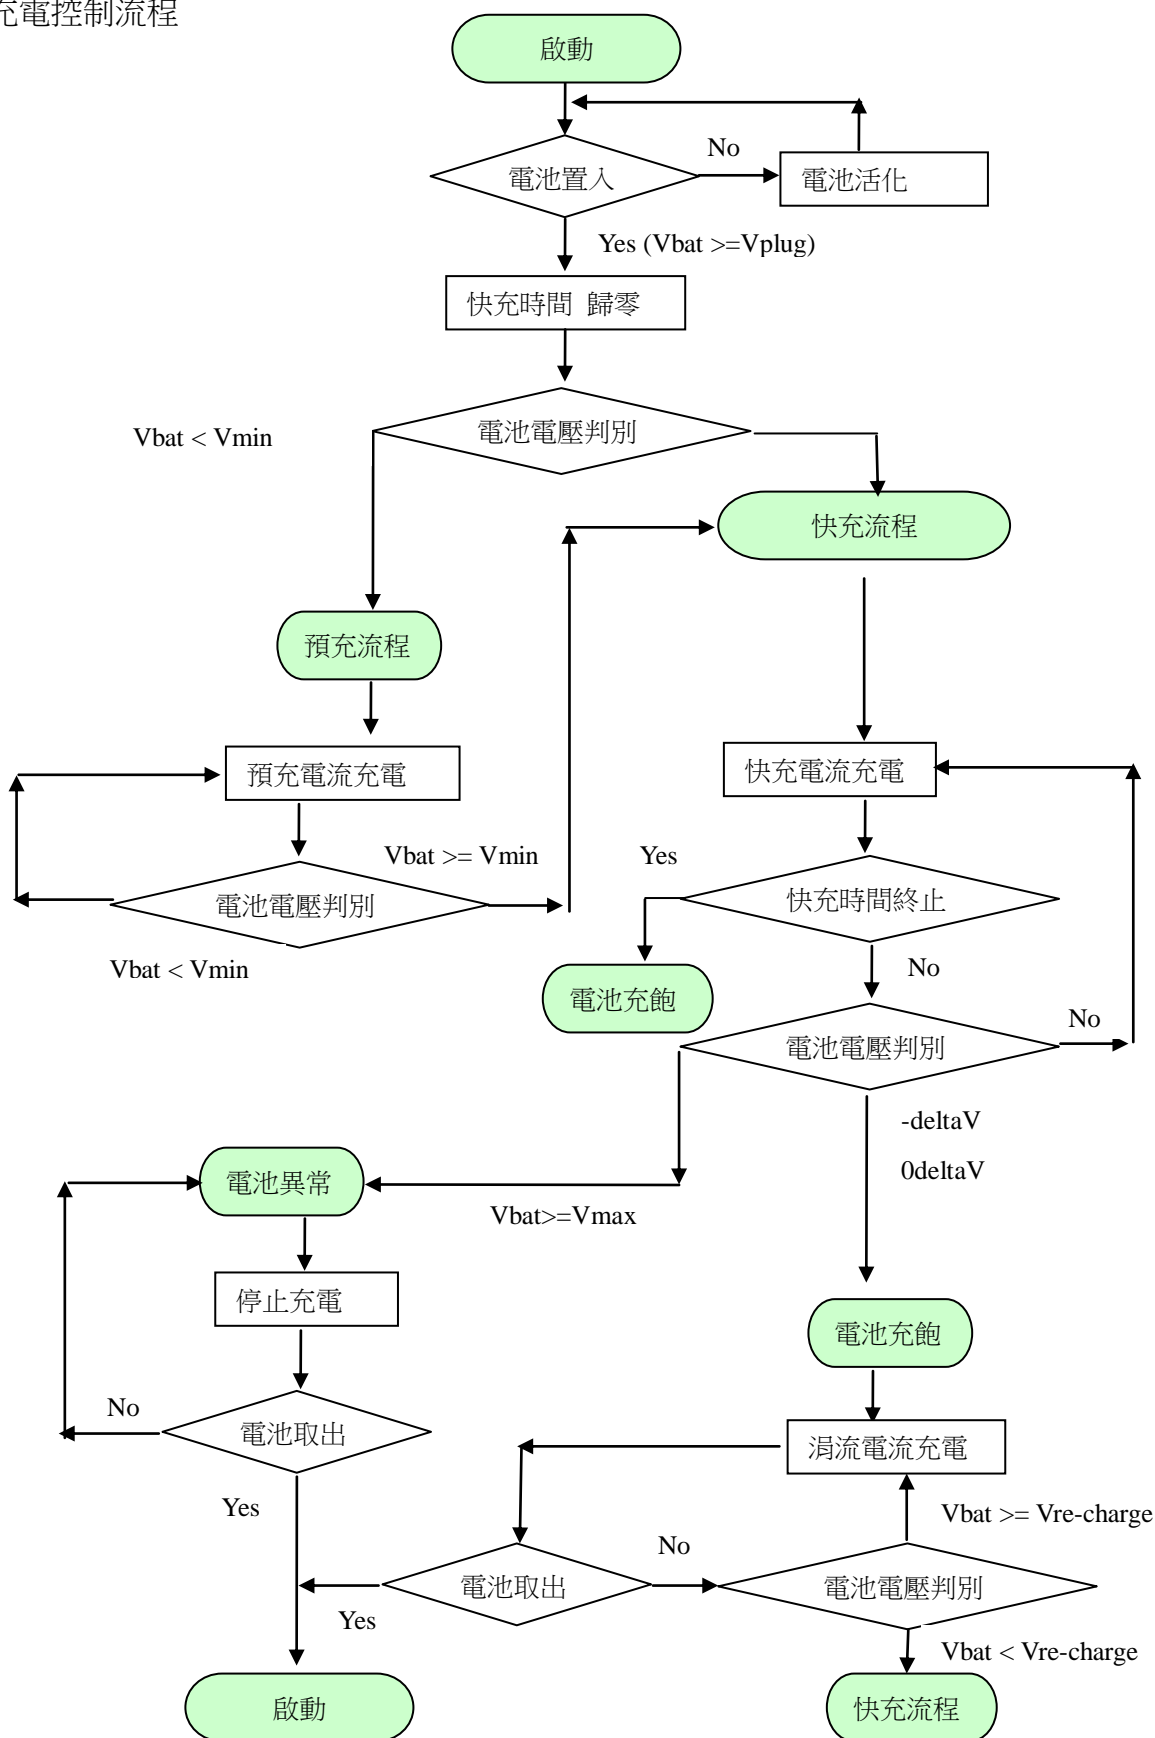 充電控制流程
啟動
No
電池置入
電池活化
Yes (Vbat >=Vplug)
快充時間 歸零
Vbat < Vmin
電池電壓判別
快充流程
預充流程
預充電流充電
快充電流充電
Vbat >= Vmin
Yes
電池電壓判別
快充時間終止
Vbat < Vmin
No
電池充飽
No
電池電壓判別
-deltaV
0deltaV
電池異常
Vbat>=Vmax
停止充電
電池充飽
No
電池取出
涓流電流充電
Yes
Vbat >= Vre-charge
No
電池取出
電池電壓判別
Yes
Vbat < Vre-charge
啟動
快充流程